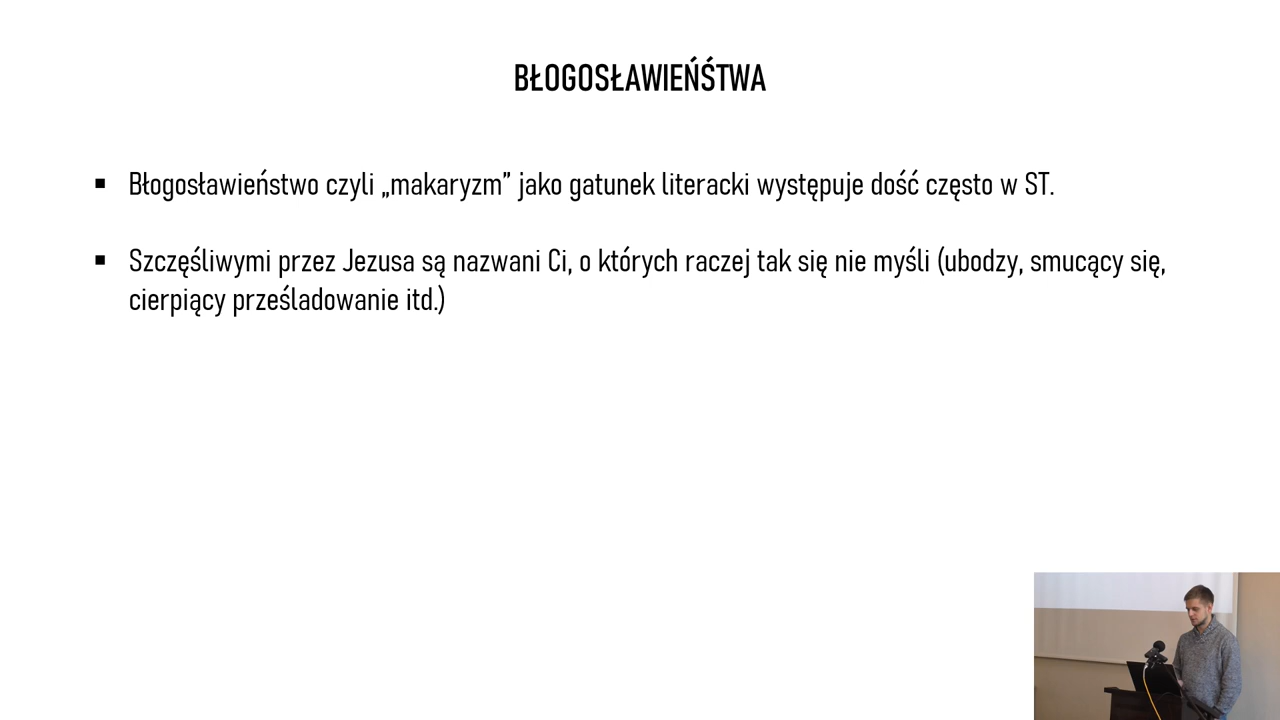 BŁOGOSŁAWIEŃŚTWA
▪ Błogosławieństwo czyli „makaryzm” jako gatunek literacki występuje dość często w ST.
▪ Szczęśliwymi przez Jezusa są nazwani Ci, o których raczej tak się nie myśli (ubodzy, smucący się,
cierpiący prześladowanie itd.)